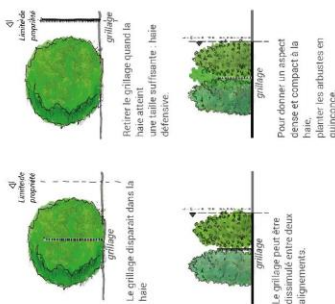 Limite de
propriété
grillage
Le grillage disparaît dans la
haie
Limite de
propriété
grillage
Retirer le grillage quand la
haie atteint
une taille suffisante : haie
défensive.
grillage
Le grillage peut être
dissimulé entre deux
alignements.
grillage
Pour donner un aspect
dense et compact à la
haie,
planter les arbustes en
quinconce